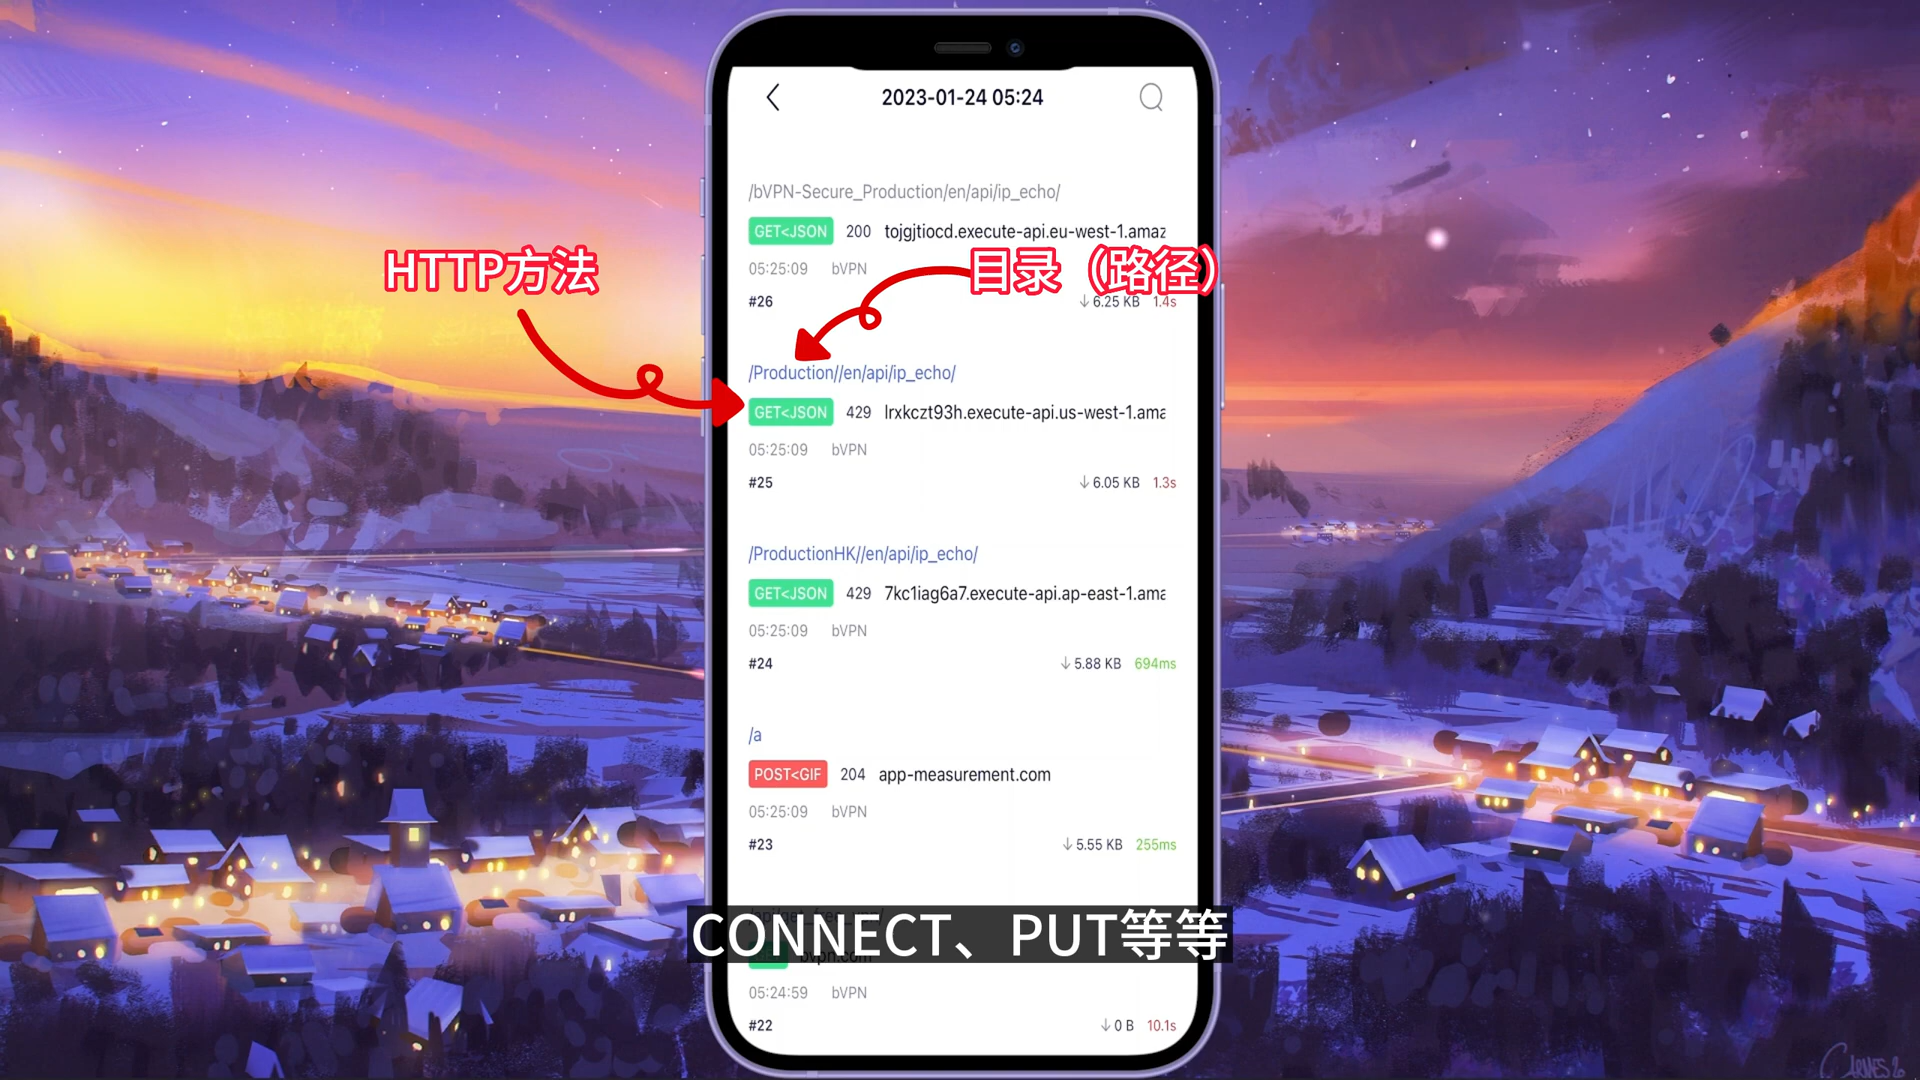 2023-01-24 05:24
/bVPN-Secure_Production/en/api/ip_echo/
GET<JSON 200 tojgjtiocd.execute-api.eu-west-1.amaz
05:25:09 bVPN
HTTP方法
目录（路径）
#26 ↓6.25 KB 1.4s
/Production//en/api/ip_echo/
GET<JSON 429 lrxkczt93h.execute-api.us-west-1.ama
05:25:09 bVPN
#25 ↓6.05 KB 1.3s
/ProductionHK//en/api/ip_echo/
GET<JSON 429 7kc1iag6a7.execute-api.ap-east-1.ama
05:25:09 bVPN
#24 ↓5.88 KB 694ms
/a
POST<GIF 204 app-measurement.com
05:25:09 bVPN
#23 ↓5.55 KB 255ms
CONNECT、PUT等等
bvpn.com
05:24:59 bVPN
#22 ↓0 B 10.1s